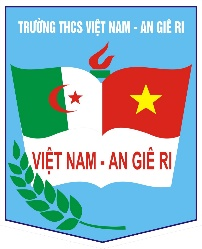 TRƯỜNG THCS VIỆT NAM - AN GIÊ RI
VIỆT NAM - AN GIÊ RI